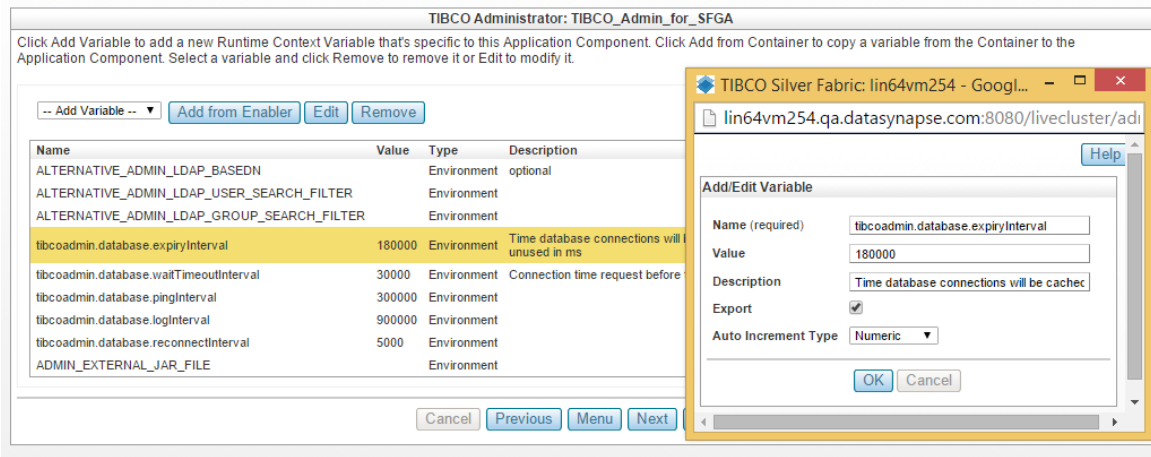 TIBCO Administrator: TIBCO_Admin_for_SFGA
Click Add Variable to add a new Runtime Context Variable that's specific to this Application Component. Click Add from Container to copy a variable from the Container to the
Application Component. Select a variable and click Remove to remove it or Edit to modify it.
-- Add Variable -- Add from Enabler Edit Remove
Name Value Type Description
ALTERNATIVE_ADMIN_LDAP_BASEDN Environment optional
ALTERNATIVE_ADMIN_LDAP_USER_SEARCH_FILTER Environment
ALTERNATIVE_ADMIN_LDAP_GROUP_SEARCH_FILTER Environment
tibcoadmin.database.expiryInterval 180000 Environment Time database connections will
unused in ms
tibcoadmin.database.waitTimeoutInterval 30000 Environment Connection time request before
tibcoadmin.database.pingInterval 300000 Environment
tibcoadmin.database.logInterval 900000 Environment
tibcoadmin.database.reconnectInterval 5000 Environment
ADMIN_EXTERNAL_JAR_FILE Environment
Cancel Previous Menu Next
TIBCO Silver Fabric: lin64vm254 - Googl...
lin64vm254.qa.datasynapse.com:8080/livecluster/adı
Help
Add/Edit Variable
Name (required) tibcoadmin.database.expiryInterval
Value 180000
Description Time database connections will be cached
Export
Auto Increment Type Numeric
OK Cancel